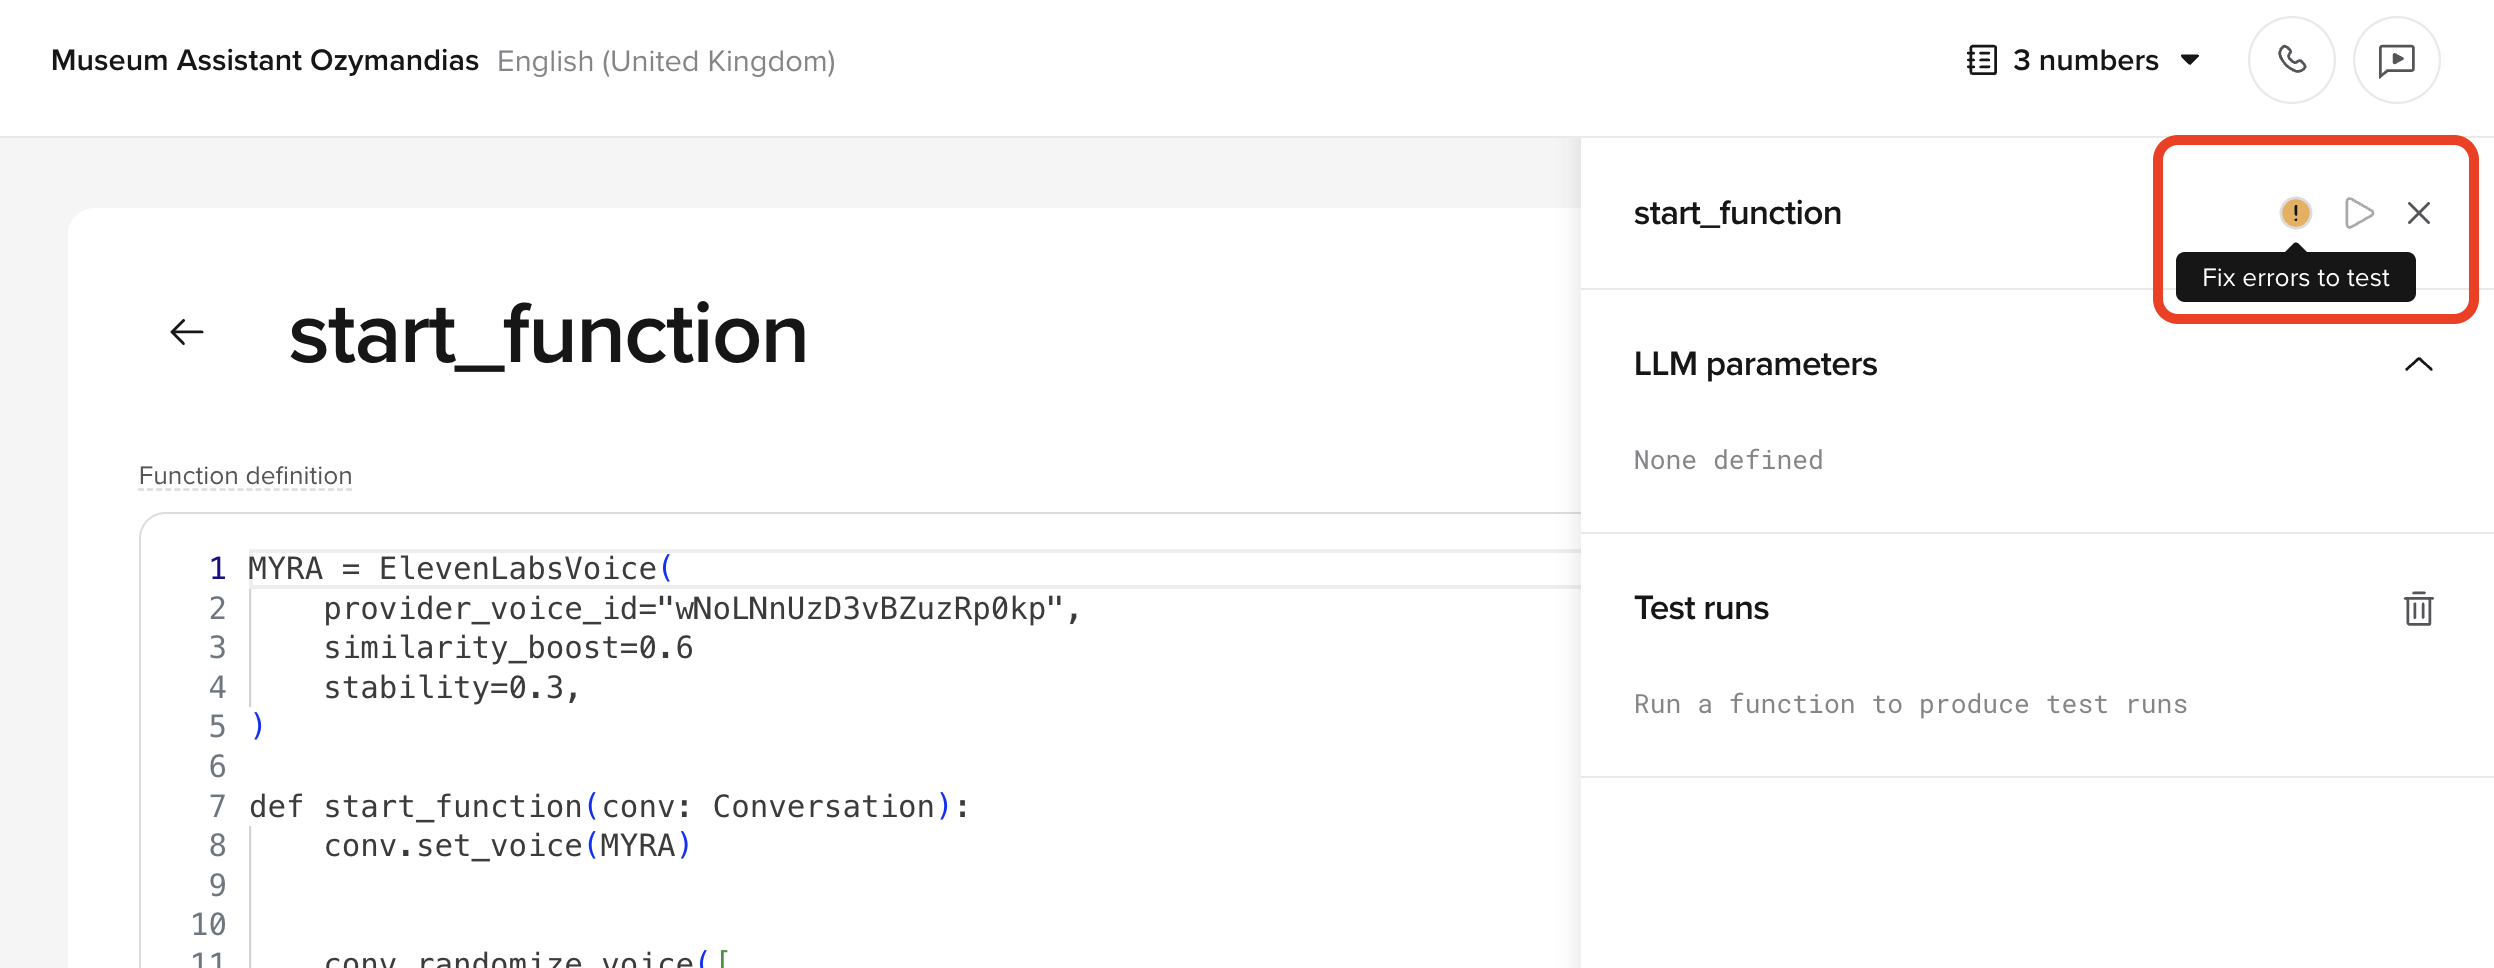 Museum Assistant Ozymandias English (United Kingdom)
3 numbers
start_function
Fix errors to test
start_function
Function definition
1 MYRA = ElevenLabsVoice(
2 provider_voice_id="wNoLNnUzD3vBZuzRp0kp",
3 similarity_boost=0.6
4 stability=0.3,
5 )
6
7 def start_function(conv: Conversation):
8 conv.set_voice(MYRA)
9
10
11 conv.randomize_voice([
LLM parameters
None defined
Test runs
Run a function to produce test runs